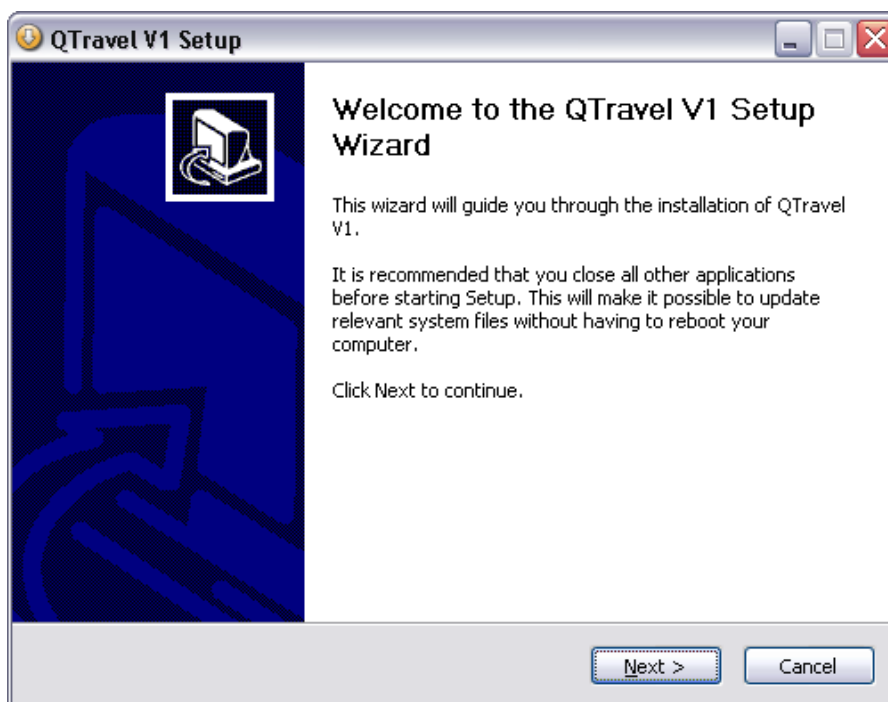 QTravel V1 Setup
Welcome to the QTravel V1 Setup
Wizard
This wizard will guide you through the installation of QTravel
V1.
It is recommended that you close all other applications
before starting Setup. This will make it possible to update
relevant system files without having to reboot your
computer.
Click Next to continue.
Next >
Cancel